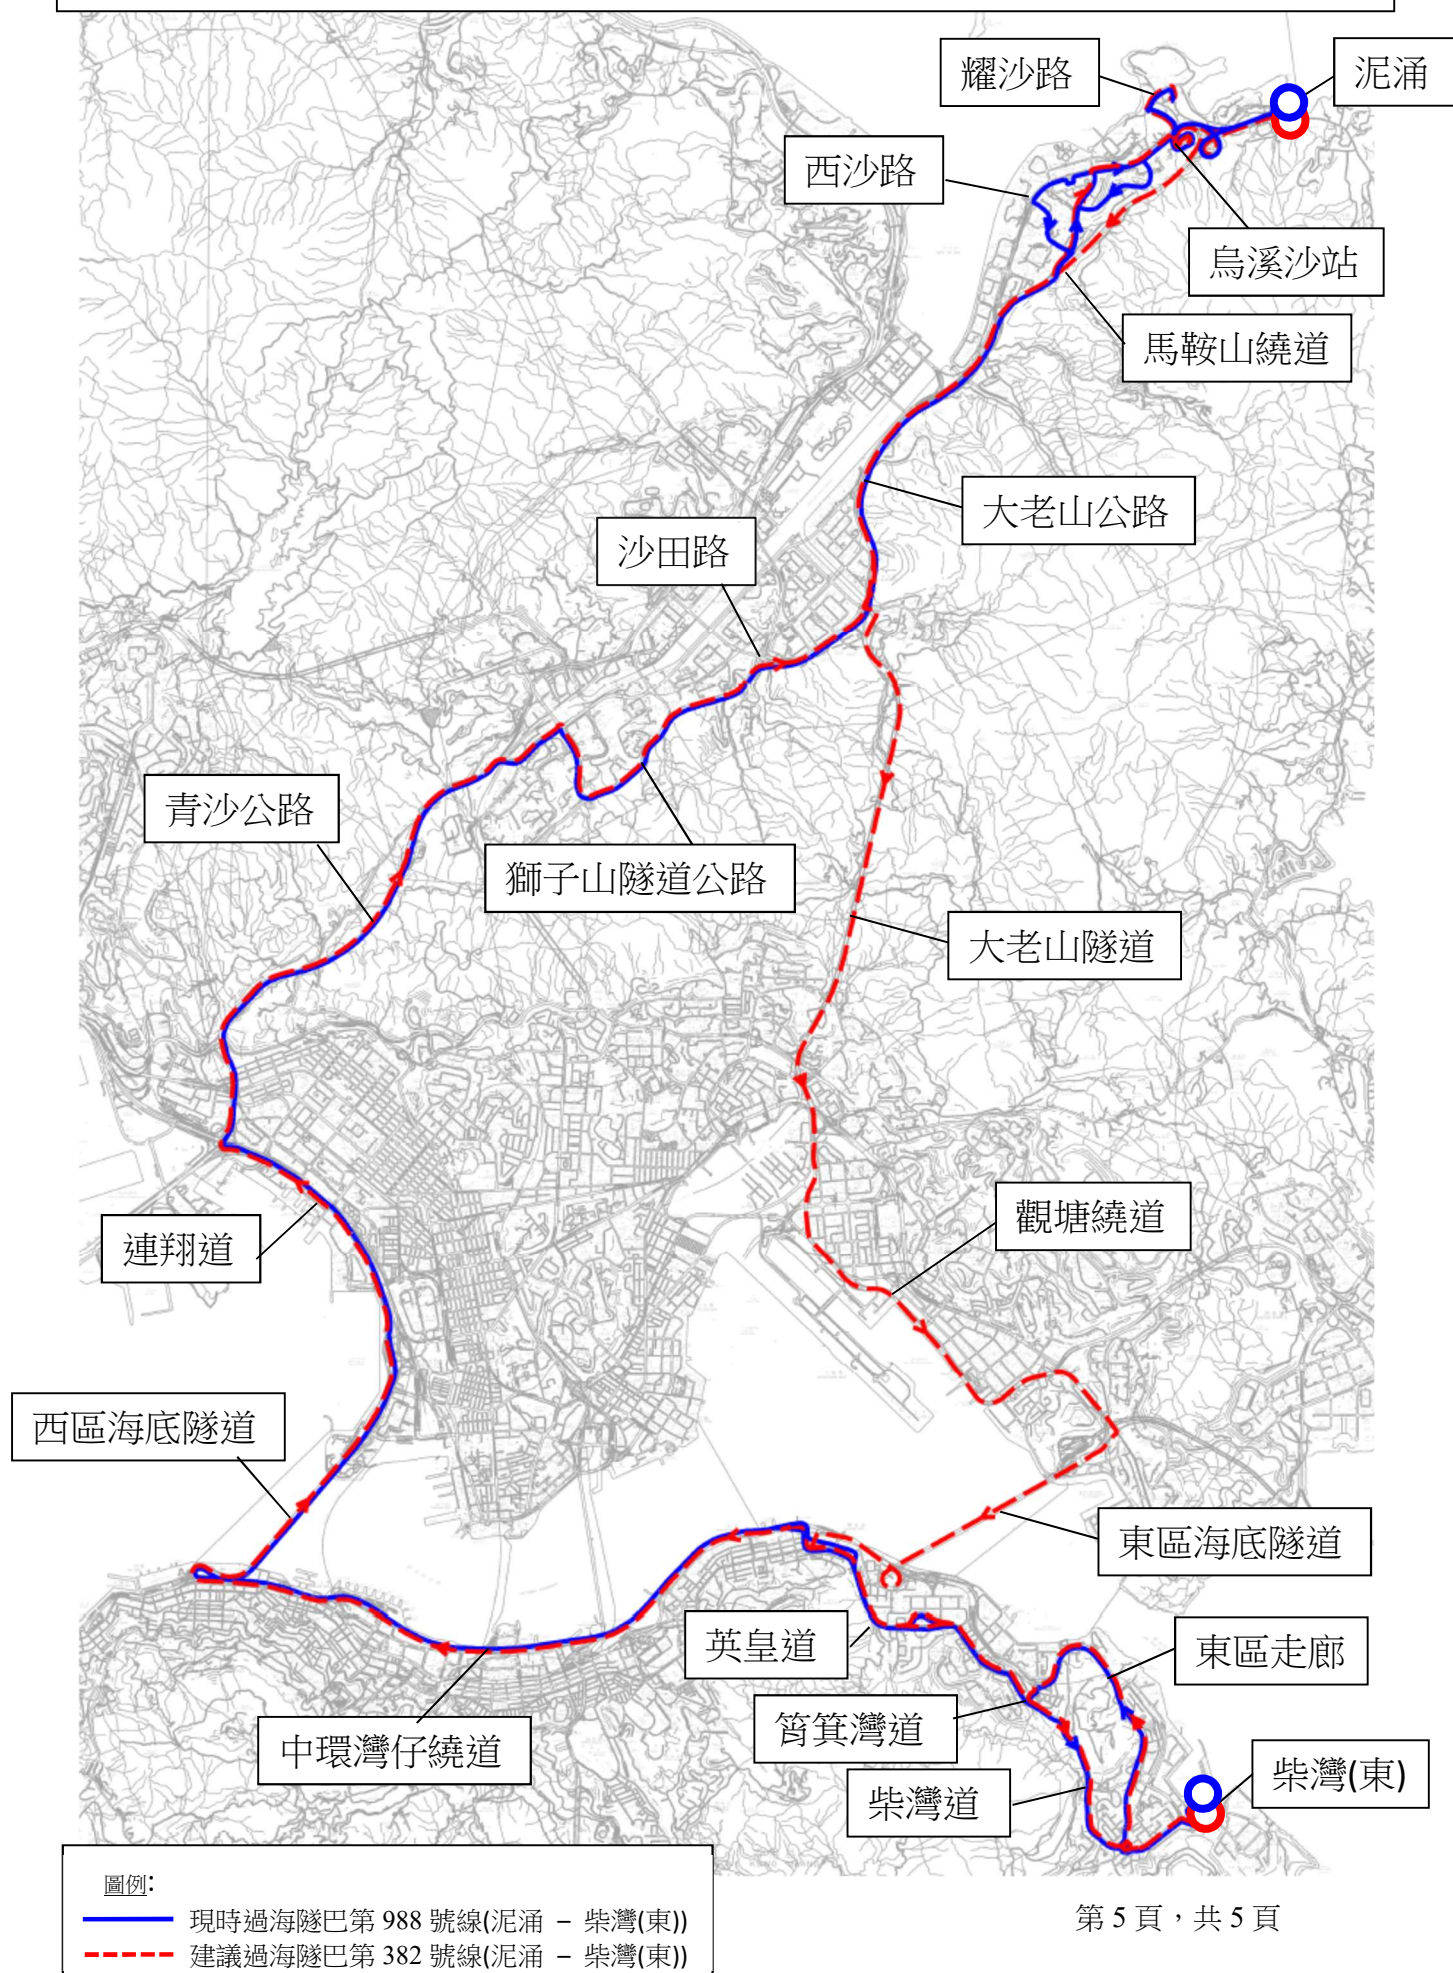 耀沙路
泥涌
西沙路
烏溪沙站
馬鞍山繞道
大老山公路
沙田路
青沙公路
獅子山隧道公路
大老山隧道
觀塘繞道
連翔道
西區海底隧道
東區海底隧道
英皇道
東區走廊
筲箕灣道
中環灣仔繞道
柴灣(東)
柴灣道
圖例:
現時過海隧巴第 988 號線(泥涌 – 柴灣(東))
建議過海隧巴第 382 號線(泥涌 – 柴灣(東))
第 5 頁，共 5 頁